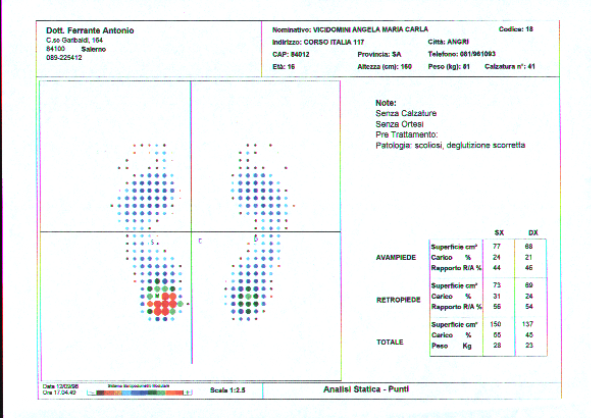 Dott. Ferrante Antonio
C.so Garibaldi, 164
84100 Salerno
089-225412
Nominativo: VICIDOMINI ANGELA MARIA CARLA Codice: 18
Indirizzo: CORSO ITALIA 117 Città: ANGRI
CAP: 84012 Provincia: SA Telefono: 081/961093
Età: 16 Altezza (cm): 160 Peso (kg): 51 Calzatura n°: 41
Note:
Senza Calzature
Senza Ortesi
Pre Trattamento:
Patologia: scoliosi, deglutizione scorretta
SX DX
AVAMPIEDE
Superficie cm² 77 68
Carico % 24 21
Rapporto R/A % 44 46
RETROPIEDE
Superficie cm² 73 69
Carico % 31 24
Rapporto R/A % 56 54
TOTALE
Superficie cm² 150 137
Carico % 55 45
Peso Kg 28 23
Data 12/03/98
Ora 17.04.40
Scala 1:2.5
Analisi Statica - Punti